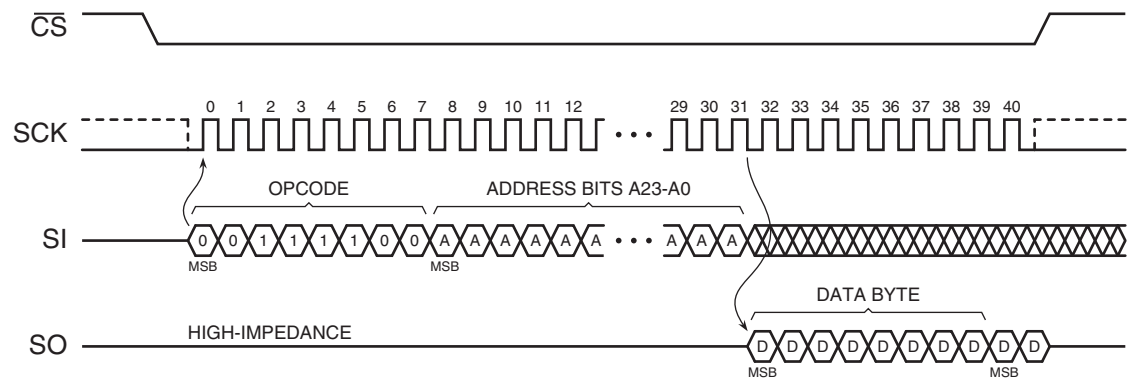 CS
0 1 2 3 4 5 6 7 8 9 10 11 12 29 30 31 32 33 34 35 36 37 38 39 40
SCK
OPCODE ADDRESS BITS A23-A0
SI 0 0 1 1 1 1 0 0 A A A A A A A A A
MSB MSB
DATA BYTE
HIGH-IMPEDANCE
SO D D D D D D D D D D
MSB MSB